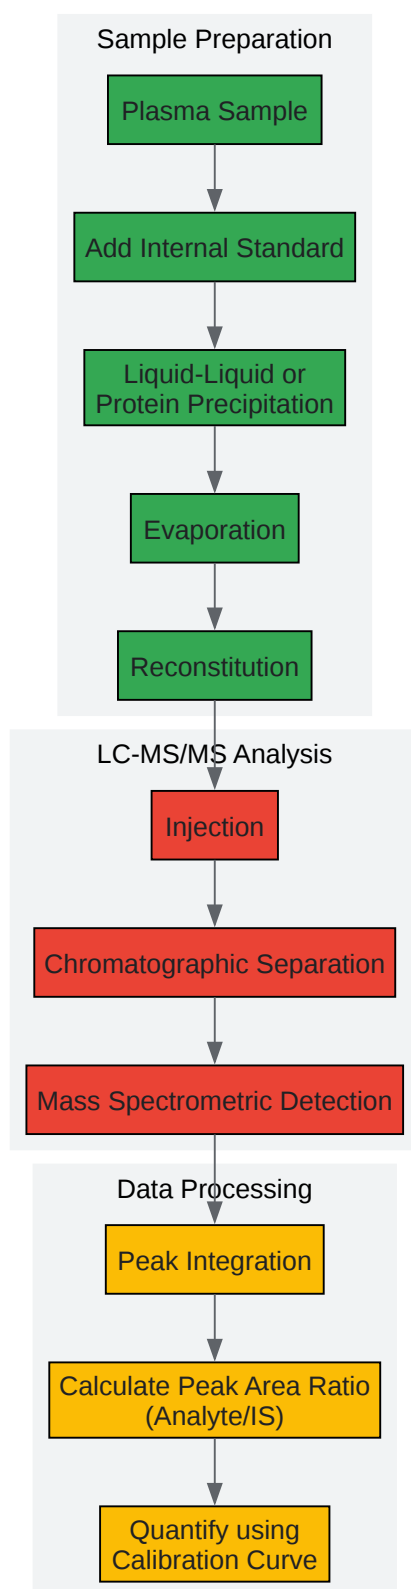 Sample Preparation
Plasma Sample
Add Internal Standard
Liquid-Liquid or
Protein Precipitation
Evaporation
Reconstitution
LC-MS/MS Analysis
Injection
Chromatographic Separation
Mass Spectrometric Detection
Data Processing
Peak Integration
Calculate Peak Area Ratio
(Analyte/IS)
Quantify using
Calibration Curve